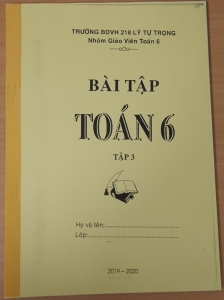 TRƯỜNG BDVH 218 LÝ TỰ TRỌNG
Nhóm Giáo Viên Toán 6
-----oOo-----
BÀI TẬP
TOÁN 6
TẬP 3
Họ và tên:
Lớp:
2019 – 2020